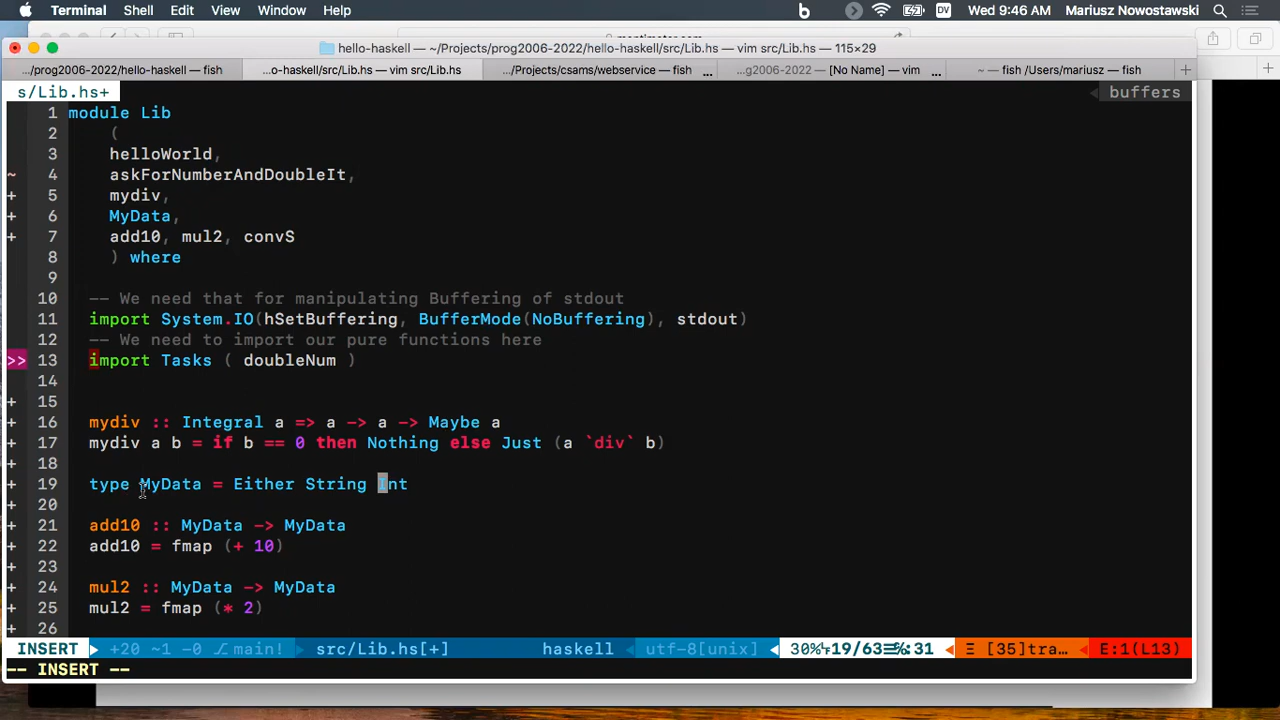 Terminal Shell Edit View Window Help DV Wed 9:46 AM Mariusz Nowostawski
hello-haskell — ~/Projects/prog2006-2022/hello-haskell/src/Lib.hs — vim src/Lib.hs — 115×29
.../prog2006-2022/hello-haskell — fish ...o-haskell/src/Lib.hs — vim src/Lib.hs .../Projects/csams/webservice — fish ... ...g2006-2022 — [No Name] — vim ... ~ — fish /Users/mariusz — fish +
s/Lib.hs+ buffers
1 module Lib
2 (
3 helloWorld,
~ 4 askForNumberAndDoubleIt,
+ 5 mydiv,
+ 6 MyData,
+ 7 add10, mul2, convS
8 ) where
9
10 -- We need that for manipulating Buffering of stdout
11 import System.IO(hSetBuffering, BufferMode(NoBuffering), stdout)
12 -- We need to import our pure functions here
>> 13 import Tasks ( doubleNum )
14
+ 15
+ 16 mydiv :: Integral a => a -> a -> Maybe a
+ 17 mydiv a b = if b == 0 then Nothing else Just (a `div` b)
+ 18
+ 19 type MyData = Either String Int
+ 20
+ 21 add10 :: MyData -> MyData
+ 22 add10 = fmap (+ 10)
+ 23
+ 24 mul2 :: MyData -> MyData
+ 25 mul2 = fmap (* 2)
+ 26
INSERT +20 ~1 -0 main! src/Lib.hs[+] haskell utf-8[unix] 30% 19/63 :31 Ξ [35]tra… E:1(L13)
-- INSERT --